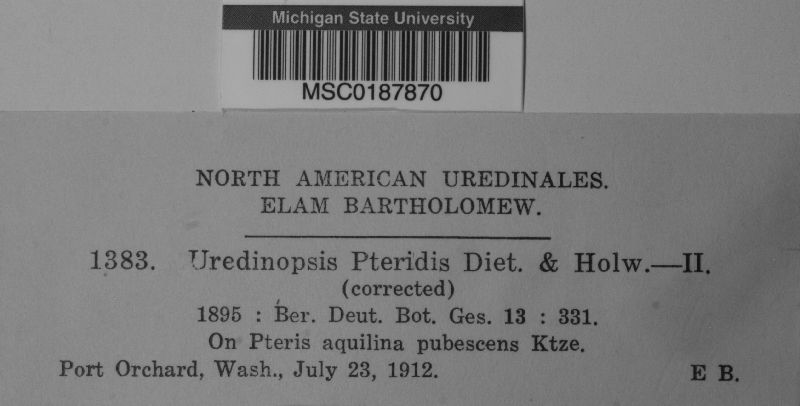 Michigan State University
MSC0187870
NORTH AMERICAN UREDINALES.
ELAM BARTHOLOMEW.
1383. Uredinopsis Pteridis Diet. & Holw.—II.
(corrected)
1895 : Ber. Deut. Bot. Ges. 13 : 331.
On Pteris aquilina pubescens Ktze.
Port Orchard, Wash., July 23, 1912. E B.